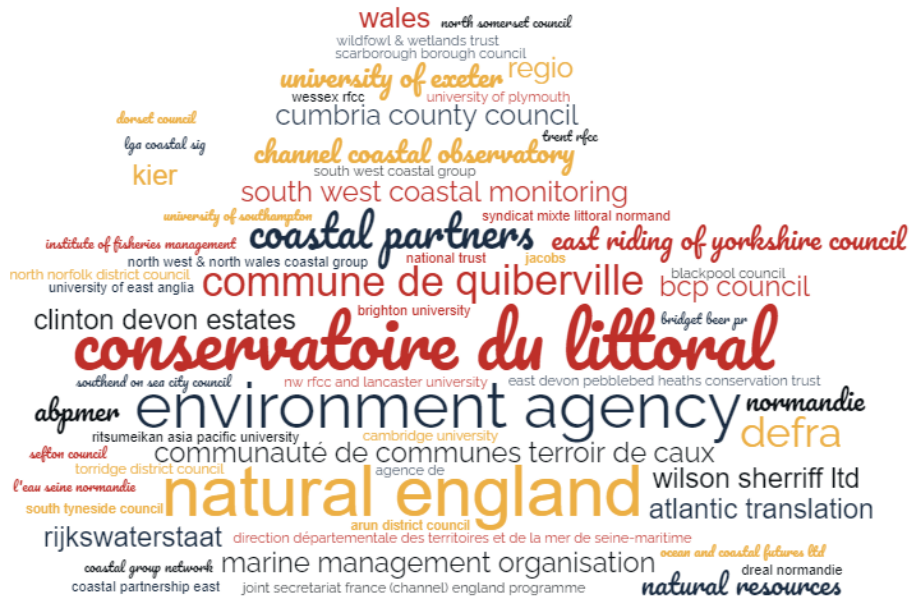 wales
north somerset council
wildfowl & wetlands trust
scarborough borough council
university of exeter
regio
wessex rfcc
university of plymouth
dorset council
cumbria county council
lga coastal sig
trent rfcc
channel coastal observatory
kier
south west coastal group
south west coastal monitoring
university of southampton
syndicat mixte littoral normand
institute of fisheries management
coastal partners
east riding of yorkshire council
north west & north wales coastal group
national trust
jacobs
north norfolk district council
university of east anglia
commune de quiberville
blackpool council
bcp council
clinton devon estates
brighton university
bridget beer pr
conservatoire du littoral
southend on sea city council
nw rfcc and lancaster university
east devon pebblebed heaths conservation trust
abpmer
environment agency
normandie
ritsumeikan asia pacific university
cambridge university
defra
sefton council
communauté de communes terroir de caux
torridge district council
agence de
wilson sherriff ltd
l'eau seine normandie
natural england
south tyneside council
atlantic translation
arun district council
rijkswaterstaat
direction départementale des territoires et de la mer de seine-maritime
coastal group network
marine management organisation
ocean and coastal futures ltd
dreal normandie
coastal partnership east
joint secretariat france (channel) england programme
natural resources